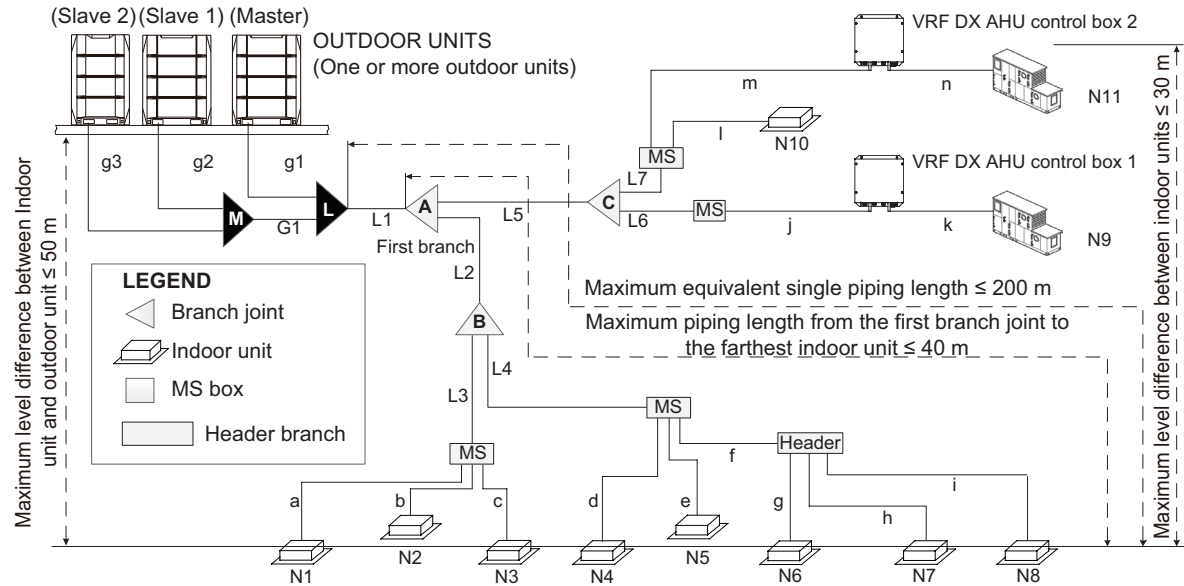 (Slave 2) (Slave 1) (Master)
OUTDOOR UNITS
(One or more outdoor units)
VRF DX AHU control box 2
m
n
N11
l
N10
MS
g3
g2
g1
L7
VRF DX AHU control box 1
M
L
A
C
G1
L1
L5
L6
MS
j
k
N9
First branch
L2
LEGEND
Branch joint
Indoor unit
MS box
Header branch
Maximum equivalent single piping length ≤ 200 m
Maximum piping length from the first branch joint to
the farthest indoor unit ≤ 40 m
B
L3
L4
MS
MS
Header
f
a
b
c
d
e
g
h
i
N1
N2
N3
N4
N5
N6
N7
N8
Maximum level difference between Indoor
unit and outdoor unit ≤ 50 m
Maximum level difference between indoor units ≤ 30 m